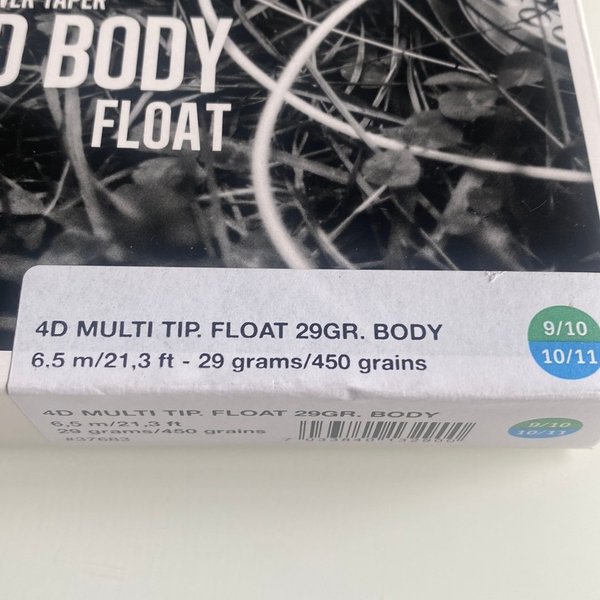 TAPER
D BODY
FLOAT
4D MULTI TIP. FLOAT 29GR. BODY
6.5 m/21,3 ft - 29 grams/450 grains
9/10
10/11
4D MULTI TIP. FLOAT 29GR. BODY
6.5 m/21,3 ft
29 grams/450 grains
#37683
9/10
10/11